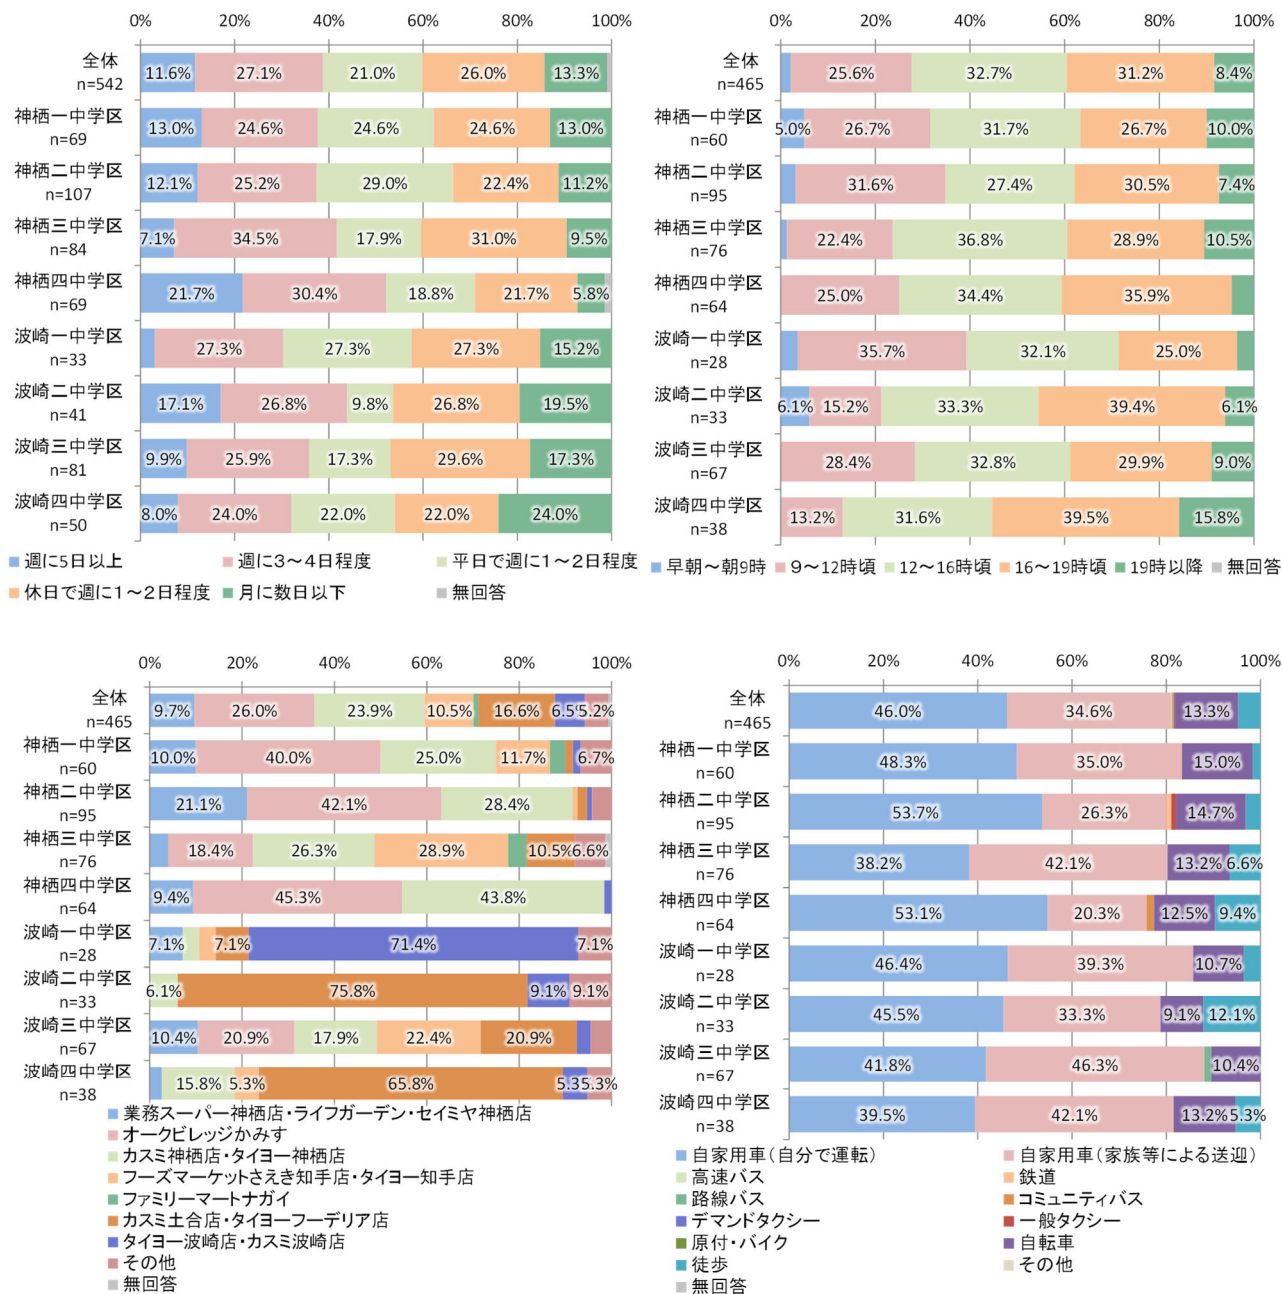 0% 20% 40% 60% 80% 100%
全体 11.6% 27.1% 21.0% 26.0% 13.3%
n=542
神栖一中学区 13.0% 24.6% 24.6% 24.6% 13.0%
n=69
神栖二中学区 12.1% 25.2% 29.0% 22.4% 11.2%
n=107
神栖三中学区 7.1% 34.5% 17.9% 31.0% 9.5%
n=84
神栖四中学区 21.7% 30.4% 18.8% 21.7% 5.8%
n=69
波崎一中学区 27.3% 27.3% 27.3% 15.2%
n=33
波崎二中学区 17.1% 26.8% 9.8% 26.8% 19.5%
n=41
波崎三中学区 9.9% 25.9% 17.3% 29.6% 17.3%
n=81
波崎四中学区 8.0% 24.0% 22.0% 22.0% 24.0%
n=50
週に5日以上 週に3～4日程度 平日で週に1～2日程度
休日で週に1～2日程度 月に数日以下 無回答
0% 20% 40% 60% 80% 100%
全体 25.6% 32.7% 31.2% 8.4%
n=465
神栖一中学区 5.0% 26.7% 31.7% 26.7% 10.0%
n=60
神栖二中学区 31.6% 27.4% 30.5% 7.4%
n=95
神栖三中学区 22.4% 36.8% 28.9% 10.5%
n=76
神栖四中学区 25.0% 34.4% 35.9%
n=64
波崎一中学区 35.7% 32.1% 25.0%
n=28
波崎二中学区 6.1% 15.2% 33.3% 39.4% 6.1%
n=33
波崎三中学区 28.4% 32.8% 29.9% 9.0%
n=67
波崎四中学区 13.2% 31.6% 39.5% 15.8%
n=38
早朝～朝9時 9～12時頃 12～16時頃 16～19時頃 19時以降 無回答
0% 20% 40% 60% 80% 100%
全体 9.7% 26.0% 23.9% 10.5% 16.6% 6.5% 5.2%
n=465
神栖一中学区 10.0% 40.0% 25.0% 11.7% 6.7%
n=60
神栖二中学区 21.1% 42.1% 28.4%
n=95
神栖三中学区 18.4% 26.3% 28.9% 10.5% 6.6%
n=76
神栖四中学区 9.4% 45.3% 43.8%
n=64
波崎一中学区 7.1% 7.1% 71.4% 7.1%
n=28
波崎二中学区 6.1% 75.8% 9.1% 9.1%
n=33
波崎三中学区 10.4% 20.9% 17.9% 22.4% 20.9%
n=67
波崎四中学区 15.8% 5.3% 65.8% 5.3% 5.3%
n=38
業務スーパー神栖店・ライフガーデン・セイミヤ神栖店
オークビレッジかみす
カスミ神栖店・タイヨー神栖店
フーズマーケットさえき知手店・タイヨー知手店
ファミリーマートナガイ
カスミ土合店・タイヨーフーデリア店
タイヨー波崎店・カスミ波崎店
その他
無回答
0% 20% 40% 60% 80% 100%
全体 46.0% 34.6% 13.3%
n=465
神栖一中学区 48.3% 35.0% 15.0%
n=60
神栖二中学区 53.7% 26.3% 14.7%
n=95
神栖三中学区 38.2% 42.1% 13.2% 6.6%
n=76
神栖四中学区 53.1% 20.3% 12.5% 9.4%
n=64
波崎一中学区 46.4% 39.3% 10.7%
n=28
波崎二中学区 45.5% 33.3% 9.1% 12.1%
n=33
波崎三中学区 41.8% 46.3% 10.4%
n=67
波崎四中学区 39.5% 42.1% 13.2% 5.3%
n=38
自家用車（自分で運転） 自家用車（家族等による送迎）
高速バス 鉄道
路線バス コミュニティバス
デマンドタクシー 一般タクシー
原付・バイク 自転車
徒歩 その他
無回答